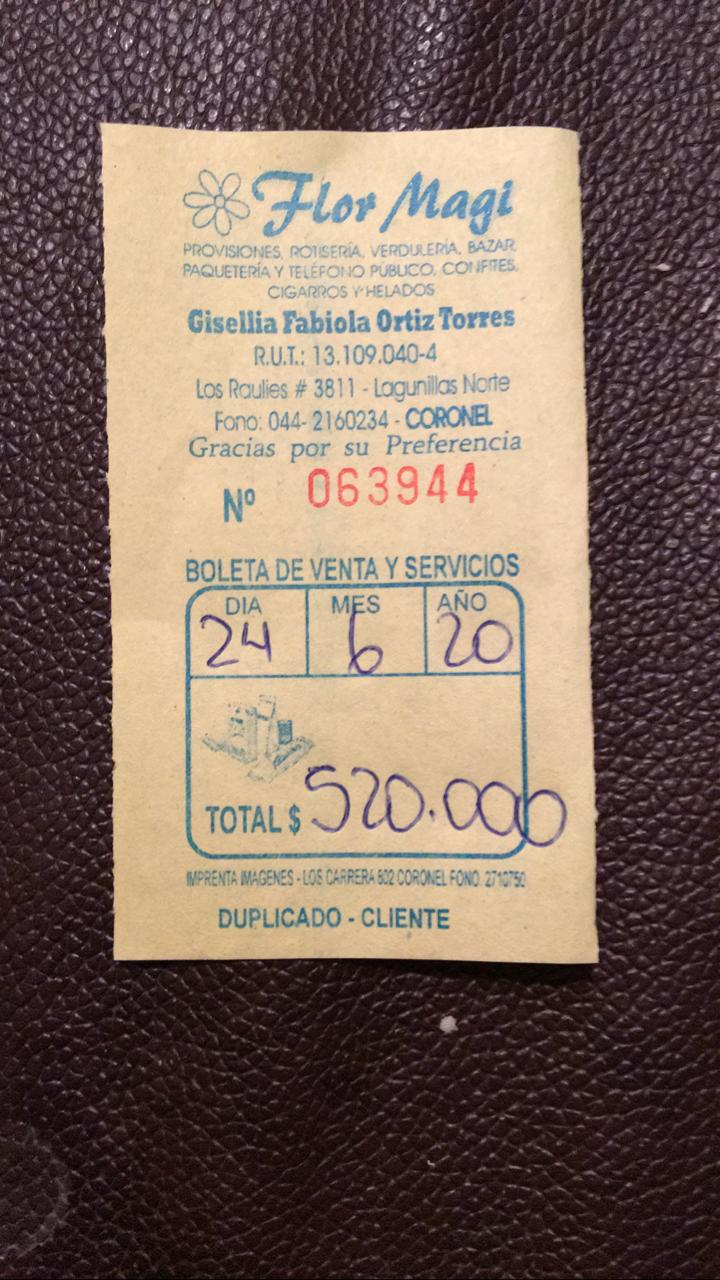 Flor Magi
PROVISIONES, ROTISERÍA, VERDULERÍA, BAZAR,
PAQUETERÍA Y TELÉFONO PÚBLICO, CONFITES,
CIGARROS Y HELADOS
Gisellia Fabiola Ortiz Torres
R.U.T.: 13.109.040-4
Los Raulies # 3811 - Lagunillas Norte
Fono: 044- 2160234 - CORONEL
Gracias por su Preferencia
Nº 063944
BOLETA DE VENTA Y SERVICIOS
DIA MES AÑO
24 6 20
TOTAL $ 520.000
IMPRENTA IMAGENES - LOS CARRERA 802 CORONEL FONO 2710750
DUPLICADO - CLIENTE